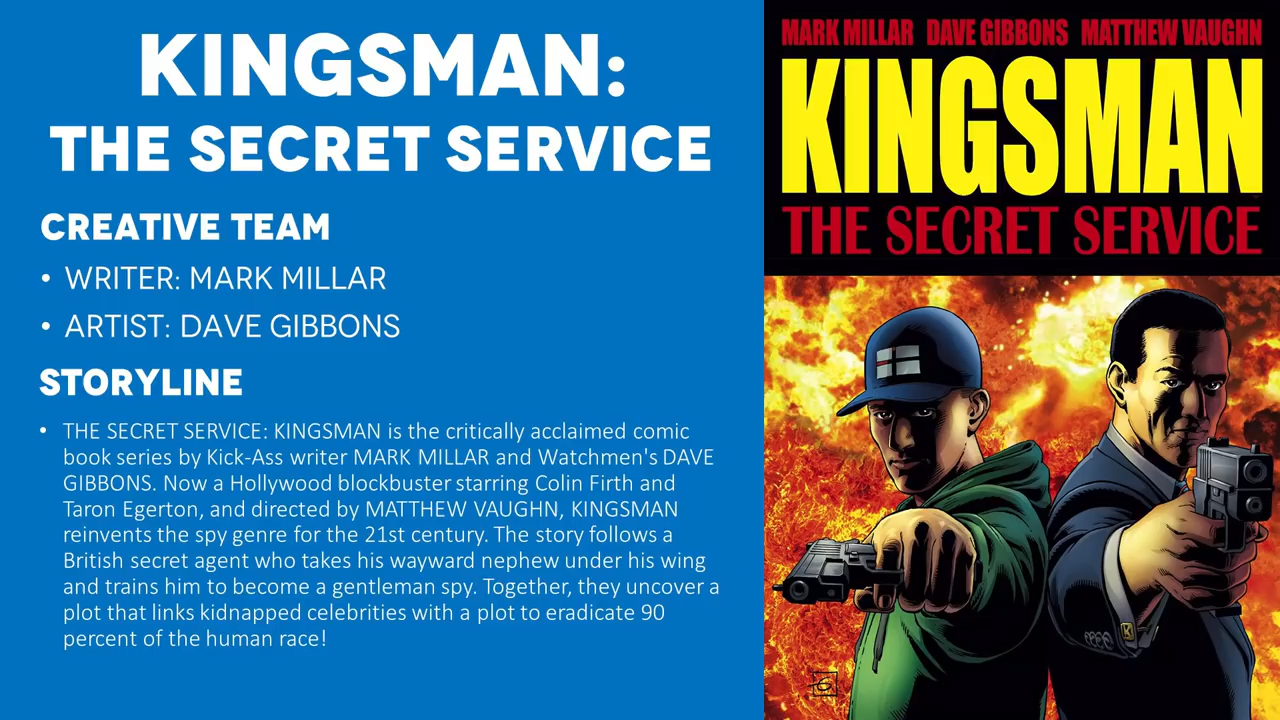 KINGSMAN:
THE SECRET SERVICE
CREATIVE TEAM
• WRITER: MARK MILLAR
• ARTIST: DAVE GIBBONS
STORYLINE
• THE SECRET SERVICE: KINGSMAN is the critically acclaimed comic
book series by Kick-Ass writer MARK MILLAR and Watchmen's DAVE
GIBBONS. Now a Hollywood blockbuster starring Colin Firth and
Taron Egerton, and directed by MATTHEW VAUGHN, KINGSMAN
reinvents the spy genre for the 21st century. The story follows a
British secret agent who takes his wayward nephew under his wing
and trains him to become a gentleman spy. Together, they uncover a
plot that links kidnapped celebrities with a plot to eradicate 90
percent of the human race!
MARK MILLAR DAVE GIBBONS MATTHEW VAUGHN
KINGSMAN
THE SECRET SERVICE
K